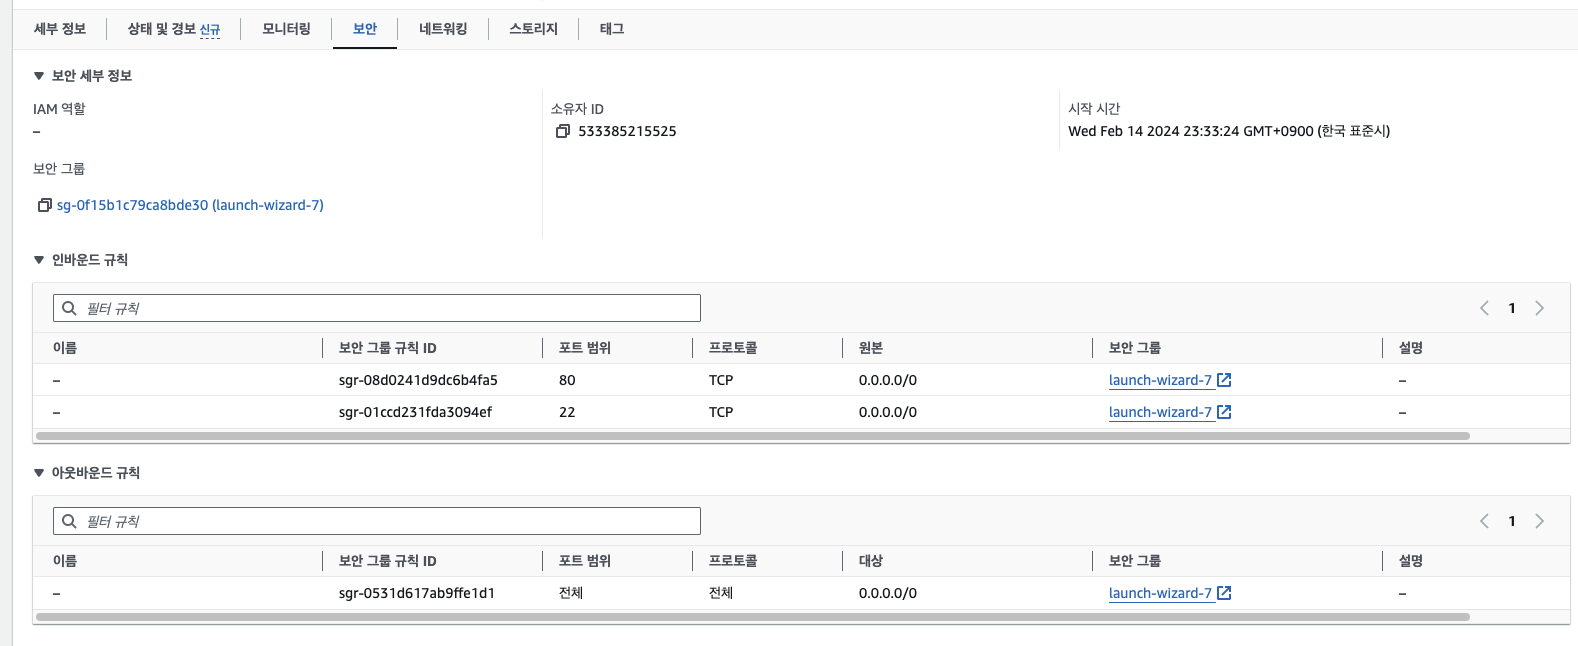 세부 정보 상태 및 경보 신규 모니터링 보안 네트워킹 스토리지 태그
▼ 보안 세부 정보
IAM 역할 소유자 ID 시작 시간
– 533385215525 Wed Feb 14 2024 23:33:24 GMT+0900 (한국 표준시)
보안 그룹
sg-0f15b1c79ca8bde30 (launch-wizard-7)
▼ 인바운드 규칙
필터 규칙 1
이름 보안 그룹 규칙 ID 포트 범위 프로토콜 원본 보안 그룹 설명
– sgr-08d0241d9dc6b4fa5 80 TCP 0.0.0.0/0 launch-wizard-7 –
– sgr-01ccd231fda3094ef 22 TCP 0.0.0.0/0 launch-wizard-7 –
▼ 아웃바운드 규칙
필터 규칙 1
이름 보안 그룹 규칙 ID 포트 범위 프로토콜 대상 보안 그룹 설명
– sgr-0531d617ab9ffe1d1 전체 전체 0.0.0.0/0 launch-wizard-7 –